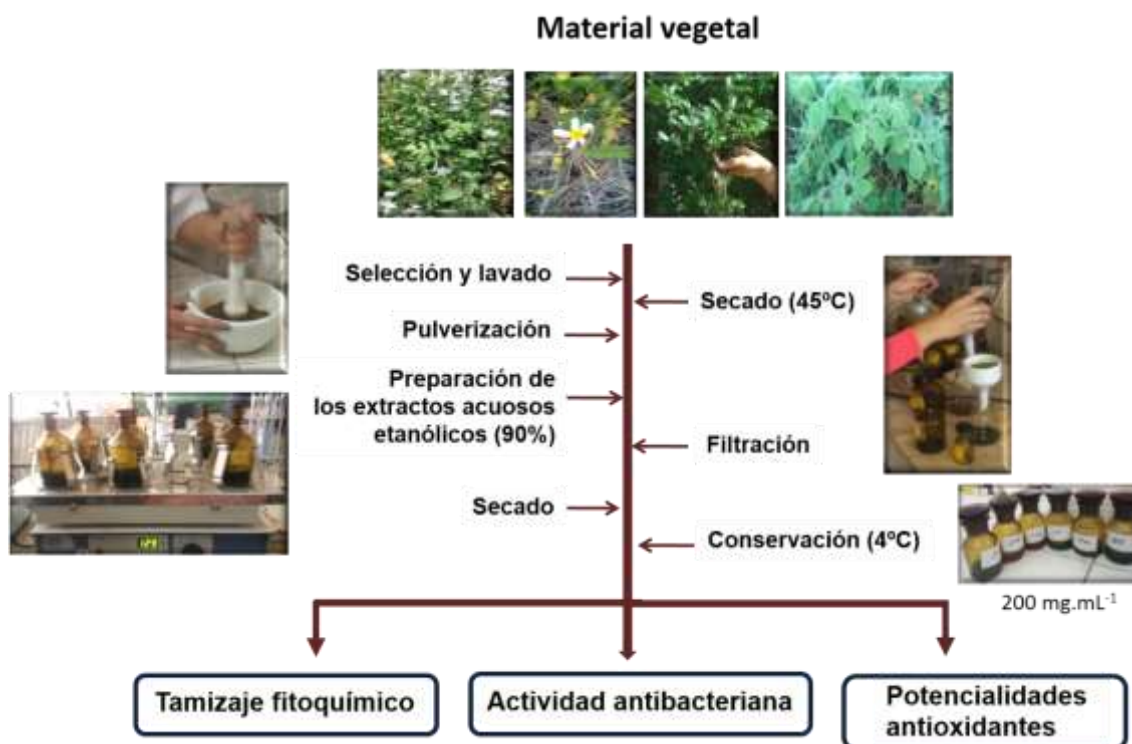 Material vegetal
Selección y lavado
Secado (45ºC)
Pulverización
Preparación de
los extractos acuosos
etanólicos (90%)
Filtración
Secado
Conservación (4ºC)
200 mg.mL⁻¹
Tamizaje fitoquímico
Actividad antibacteriana
Potencialidades
antioxidantes